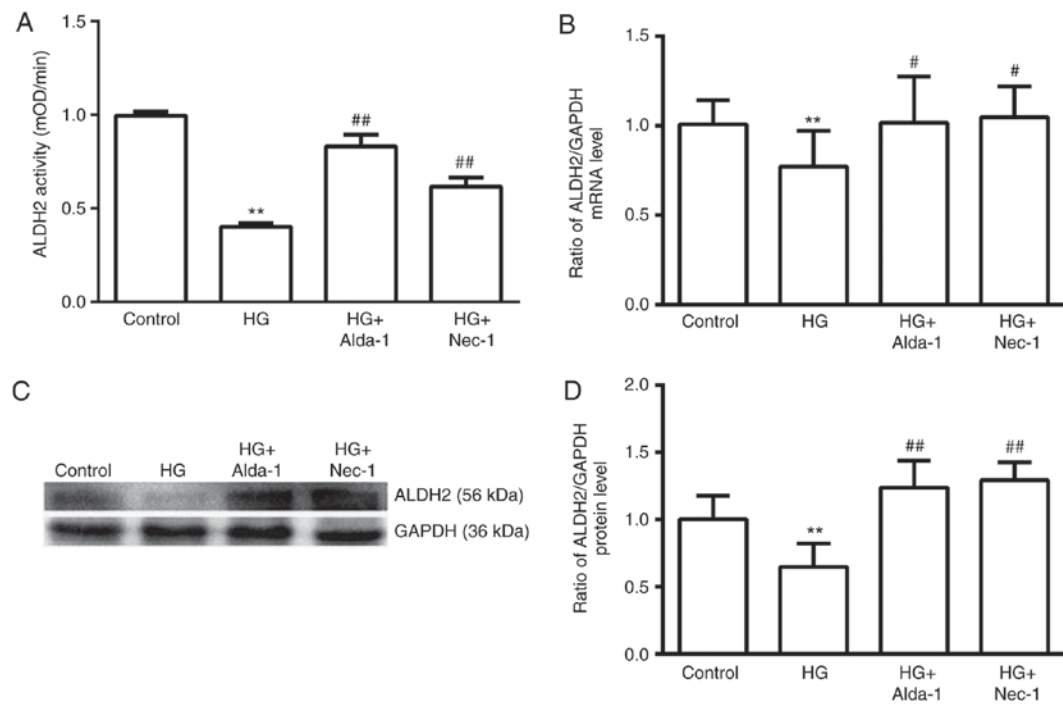 A
ALDH2 activity (mOD/min)
1.5
1.0
0.5
0.0
**
##
##
Control
HG
HG+
Alda-1
HG+
Nec-1
B
Ratio of ALDH2/GAPDH
mRNA level
1.5
1.0
0.5
0.0
**
#
#
Control
HG
HG+
Alda-1
HG+
Nec-1
C
Control
HG
HG+
Alda-1
HG+
Nec-1
ALDH2 (56 kDa)
GAPDH (36 kDa)
D
Ratio of ALDH2/GAPDH
protein level
2.0
1.5
1.0
0.5
0.0
**
##
##
Control
HG
HG+
Alda-1
HG+
Nec-1